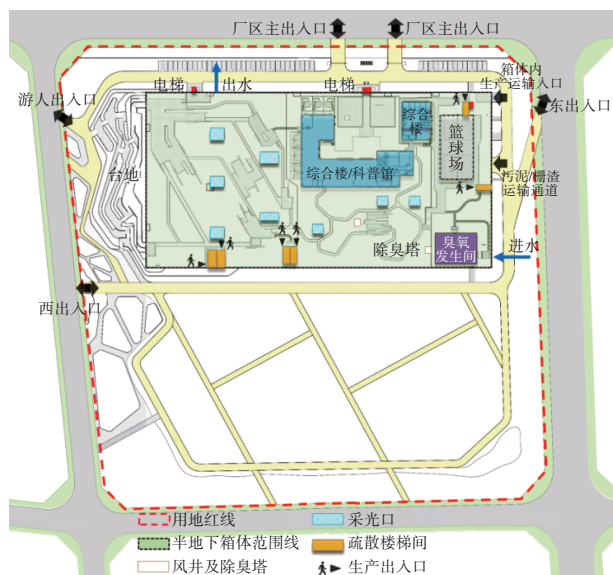 厂区主出入口
厂区主出入口
电梯
出水
电梯
箱体内
生产运输入口
游人出入口
东出入口
综合
楼
篮
球
场
台地
综合楼/科普馆
污泥/栅渣
运输通道
除臭塔
臭氧
发生间
进水
西出入口
用地红线
采光口
半地下箱体范围线
疏散楼梯间
风井及除臭塔
生产出入口